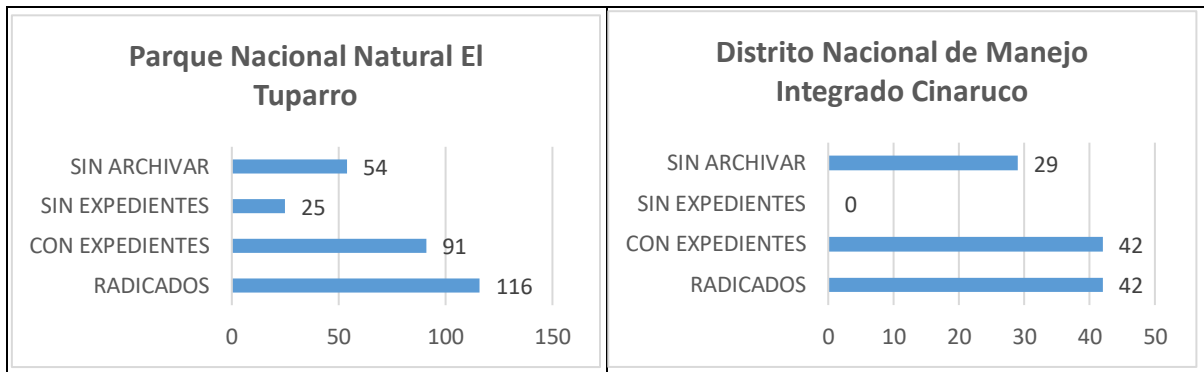 Parque Nacional Natural El
Tuparro
SIN ARCHIVAR 54
SIN EXPEDIENTES 25
CON EXPEDIENTES 91
RADICADOS 116
0 50 100 150
Distrito Nacional de Manejo
Integrado Cinaruco
SIN ARCHIVAR 29
SIN EXPEDIENTES 0
CON EXPEDIENTES 42
RADICADOS 42
0 10 20 30 40 50